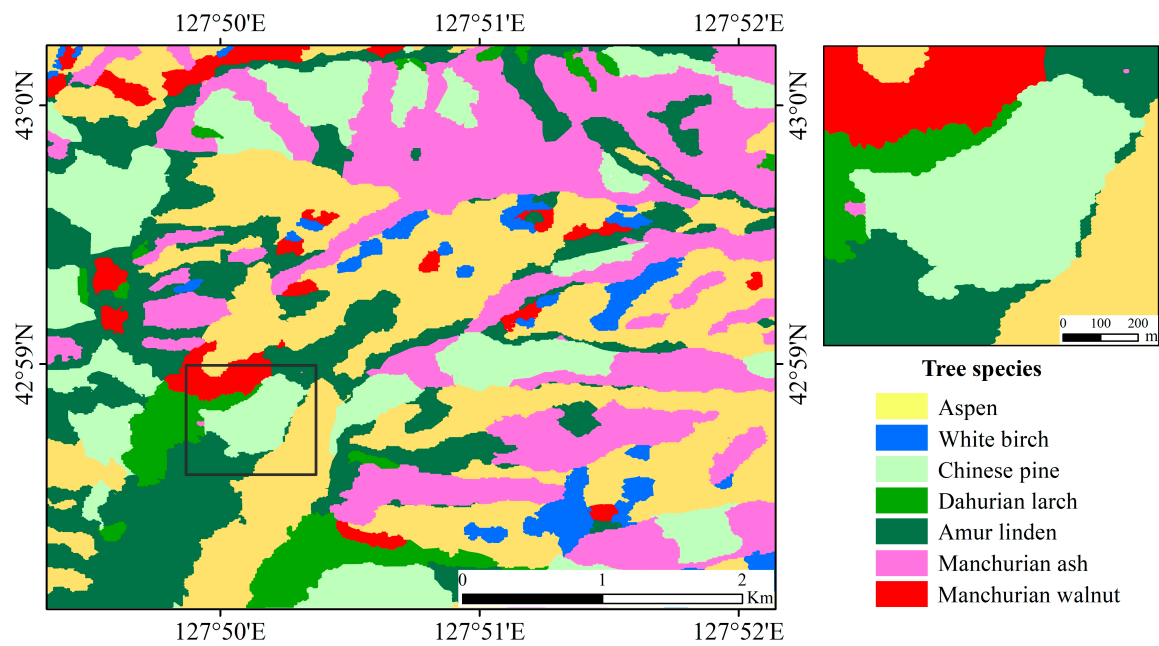 127°50'E 127°51'E 127°52'E
43°0'N
42°59'N
43°0'N
42°59'N
0 1 2
Km
127°50'E 127°51'E 127°52'E
0 100 200
m
Tree species
Aspen
White birch
Chinese pine
Dahurian larch
Amur linden
Manchurian ash
Manchurian walnut